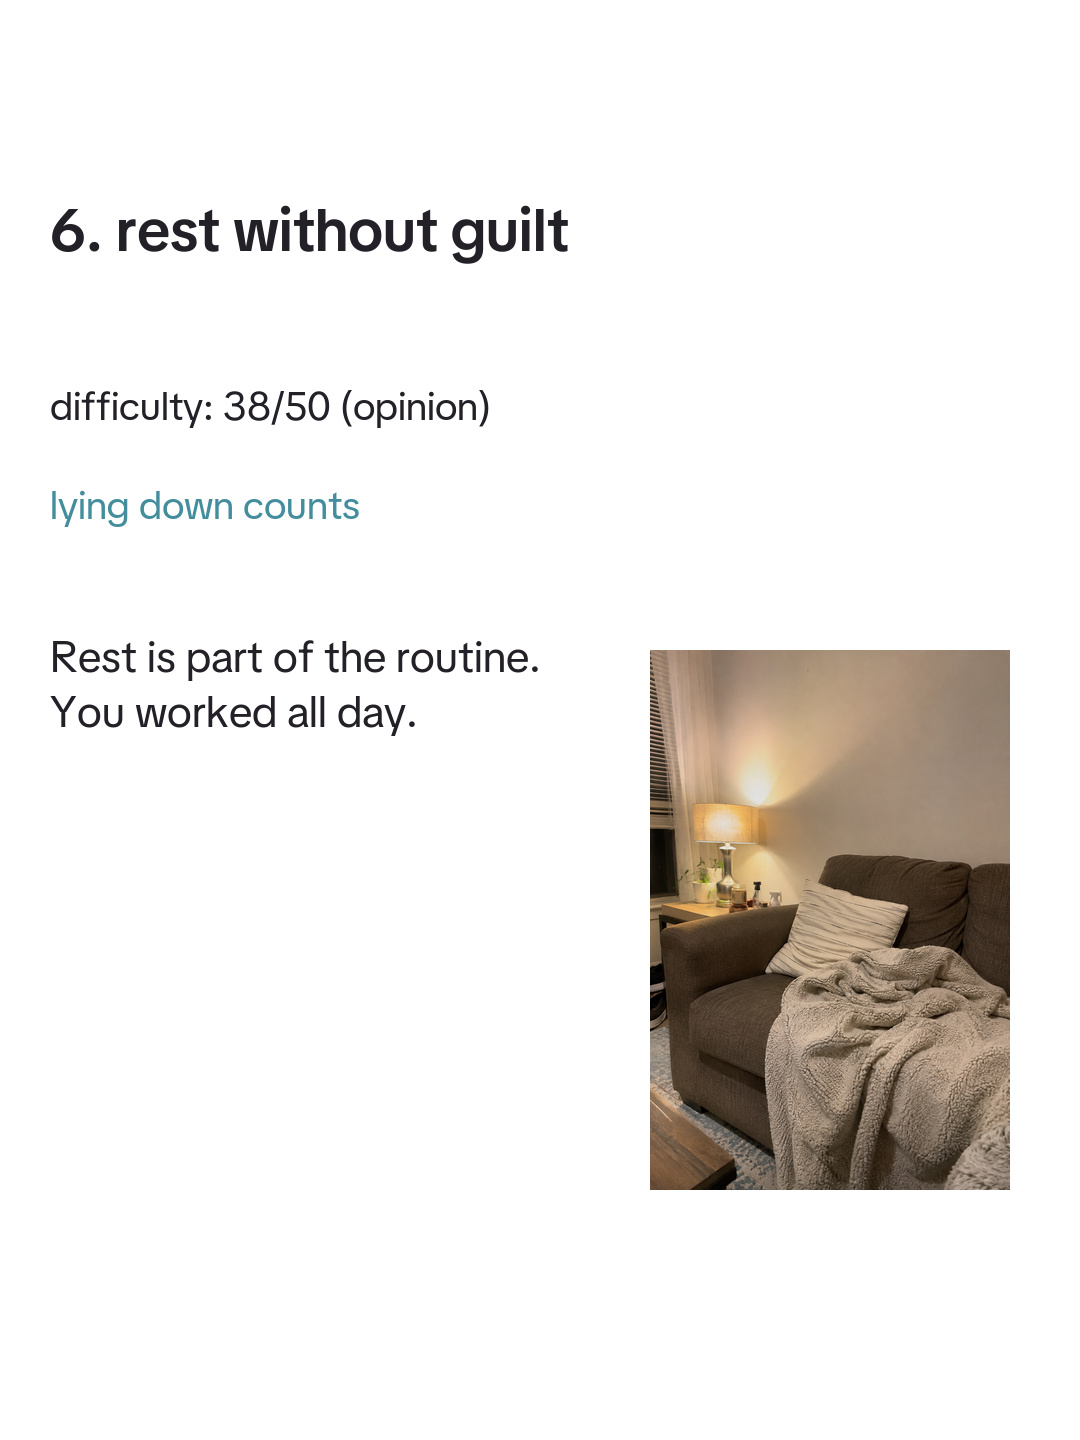 6. rest without guilt
difficulty: 38/50 (opinion)
lying down counts
Rest is part of the routine.
You worked all day.